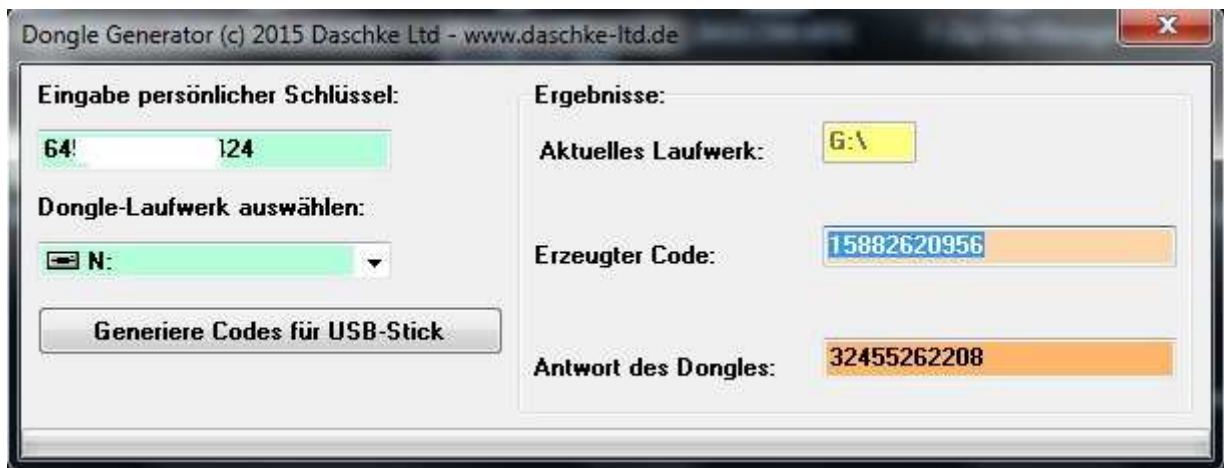 Dongle Generator (c) 2015 Daschke Ltd - www.daschke-ltd.de
x
Eingabe persönlicher Schlüssel:
Dongle-Laufwerk auswählen:
N:
Generiere Codes für USB-Stick
Ergebnisse:
Aktuelles Laufwerk:
G:\
Erzeugter Code:
15882620956
Antwort des Dongles:
32455262208